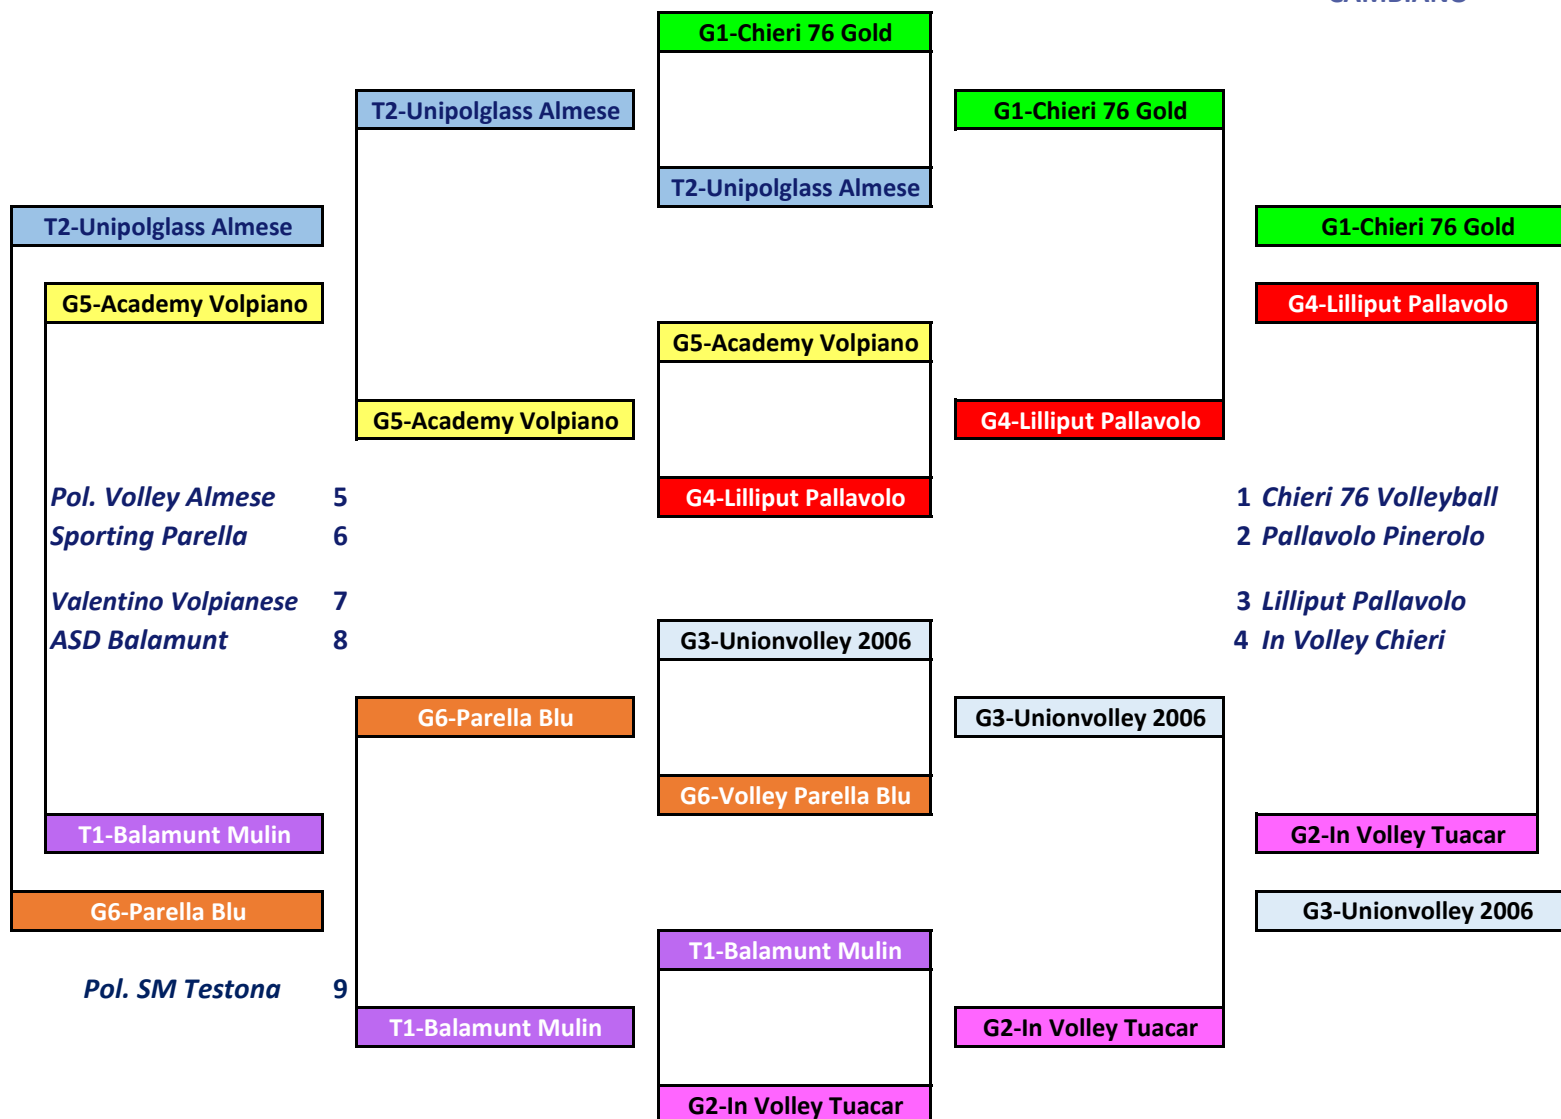 G1-Chieri 76 Gold
T2-Unipolglass Almese
G1-Chieri 76 Gold
T2-Unipolglass Almese
T2-Unipolglass Almese
G1-Chieri 76 Gold
G5-Academy Volpiano
G4-Lilliput Pallavolo
G5-Academy Volpiano
G5-Academy Volpiano
G4-Lilliput Pallavolo
Pol. Volley Almese 5
G4-Lilliput Pallavolo
1 Chieri 76 Volleyball
Sporting Parella 6
2 Pallavolo Pinerolo
Valentino Volpianese 7
3 Lilliput Pallavolo
ASD Balamunt 8
G3-Unionvolley 2006
4 In Volley Chieri
G6-Parella Blu
G3-Unionvolley 2006
G6-Volley Parella Blu
T1-Balamunt Mulin
G2-In Volley Tuacar
G6-Parella Blu
G3-Unionvolley 2006
T1-Balamunt Mulin
Pol. SM Testona 9
T1-Balamunt Mulin
G2-In Volley Tuacar
G2-In Volley Tuacar